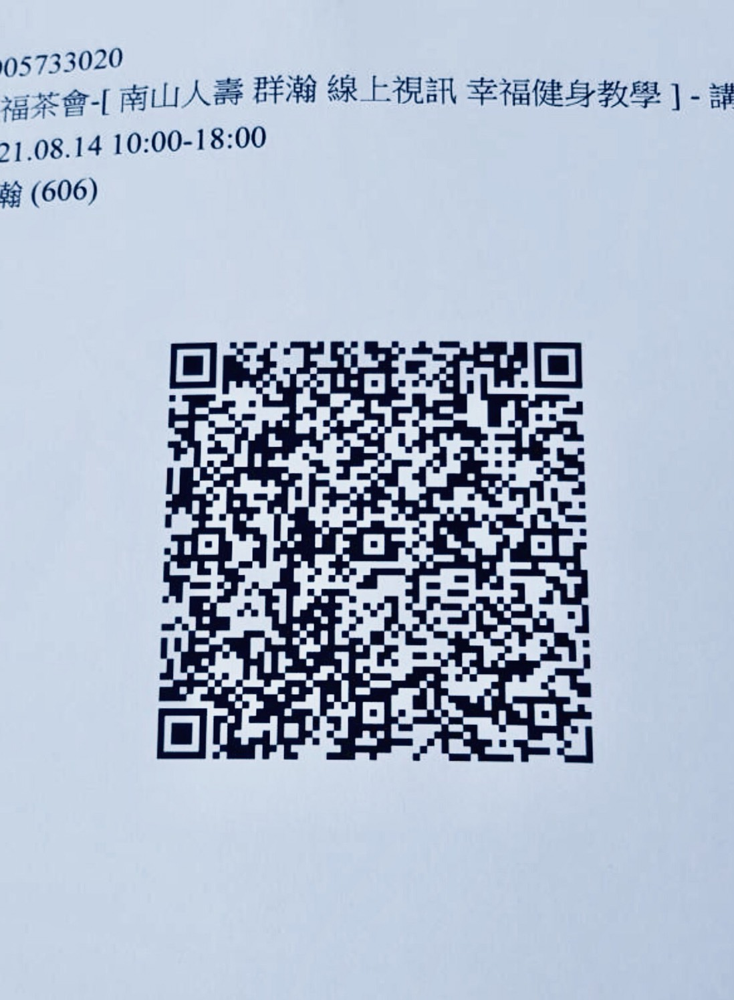 005733020
福茶會-[ 南山人壽 群瀚 線上視訊 幸福健身教學 ] - 講
21.08.14 10:00-18:00
瀚 (606)